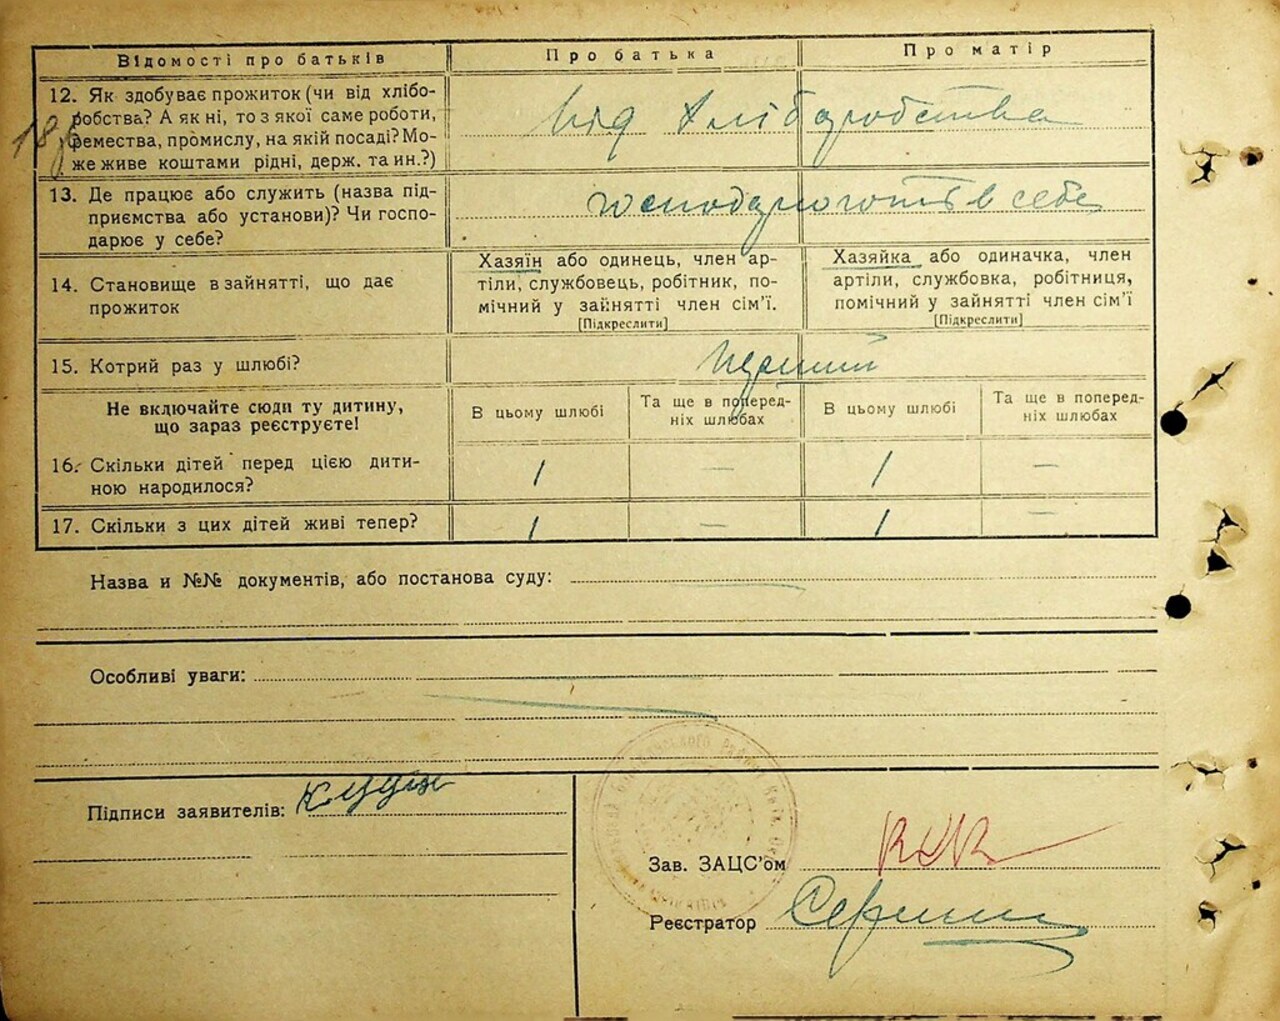 Відомості про батьків
Про батька
Про матір
18
12. Як здобуває прожиток (чи від хлібо-
робства? А як ні, то з якої саме роботи,
ремества, промислу, на якій посаді? Мо-
же живе коштами рідні, держ. та ин.?)
Від хліборобства
13. Де працює або служить (назва під-
приємства або установи)? Чи госпо-
дарює у себе?
в себе
14. Становище в зайнятті, що дає
прожиток
Хазяїн або одинець, член ар-
тіли, службовець, робітник, по-
мічний у зайнятті член сім'ї.
[Підкреслити]
Хазяйка або одиначка, член
артіли, службовка, робітниця,
помічний у зайнятті член сім'ї
[Підкреслити]
15. Котрий раз у шлюбі?
Перший
Не включайте сюди ту дитину,
що зараз реєструєте!
В цьому шлюбі
Та ще в поперед-
ніх шлюбах
В цьому шлюбі
Та ще в поперед-
ніх шлюбах
16. Скільки дітей перед цією дити-
ною народилося?
1 — 1 —
17. Скільки з цих дітей живі тепер?
1 — 1 —
Назва и №№ документів, або постанова суду:
Особливі уваги:
Підписи заявителів:
Зав. ЗАЦС'ом
Реєстратор